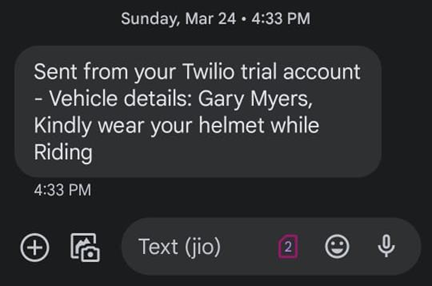 Sunday, Mar 24 • 4:33 PM
Sent from your Twilio trial account
- Vehicle details: Gary Myers,
Kindly wear your helmet while
Riding
4:33 PM
Text (jio)
2